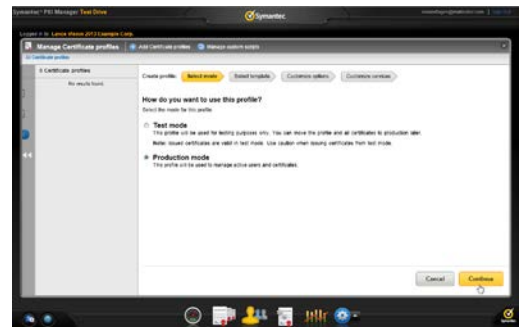 Symantec™ PKI Manager Test Drive
Symantec.
Logged in to: Lance Vision 2013 Example Corp
Manage Certificate profiles
Add Certificate profiles
Manage custom scripts
Certificate profiles
0 Certificate profiles
No results found.
Create profile: Select mode Select template Customize options Customize services
How do you want to use this profile?
Select the mode for this profile.
Test mode
This profile will be used for testing purposes only. You can move the profile and all certificates to production later.
Note: Issued certificates are valid in test mode. Use caution when issuing certificates from test mode.
Production mode
This profile will be used to manage active users and certificates.
Cancel Continue